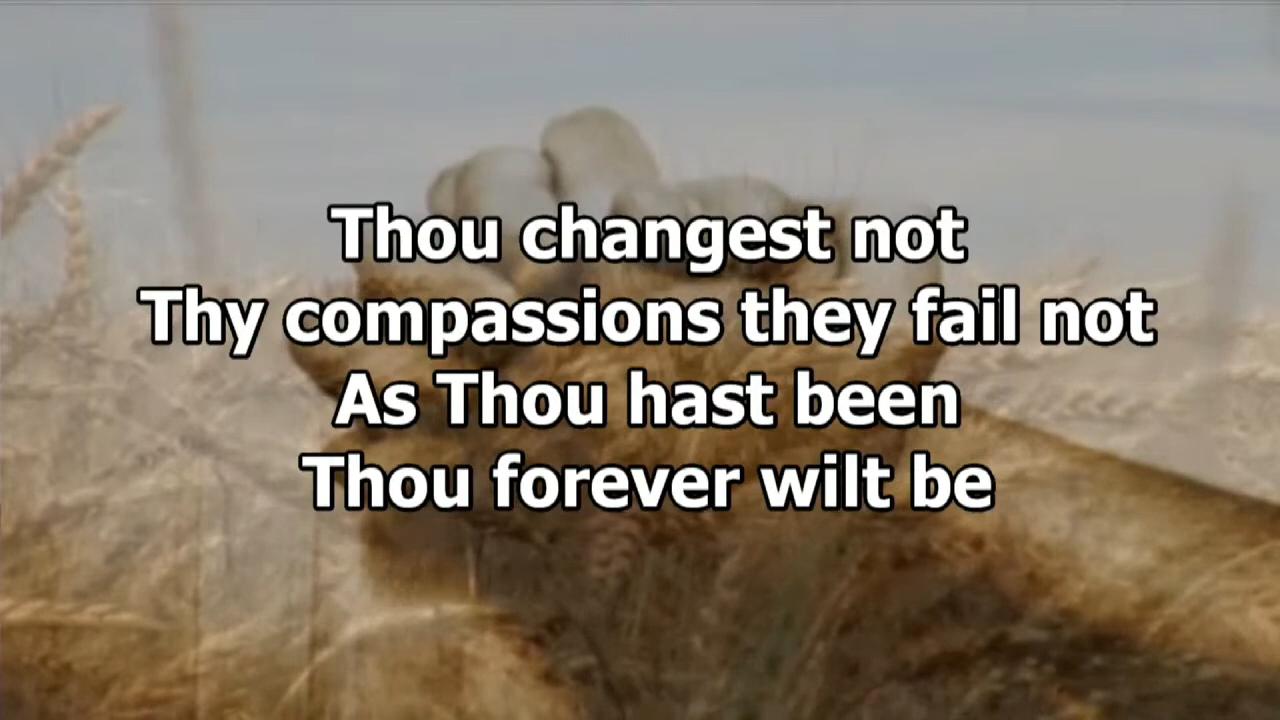 Thou changest not
Thy compassions they fail not
As Thou hast been
Thou forever wilt be